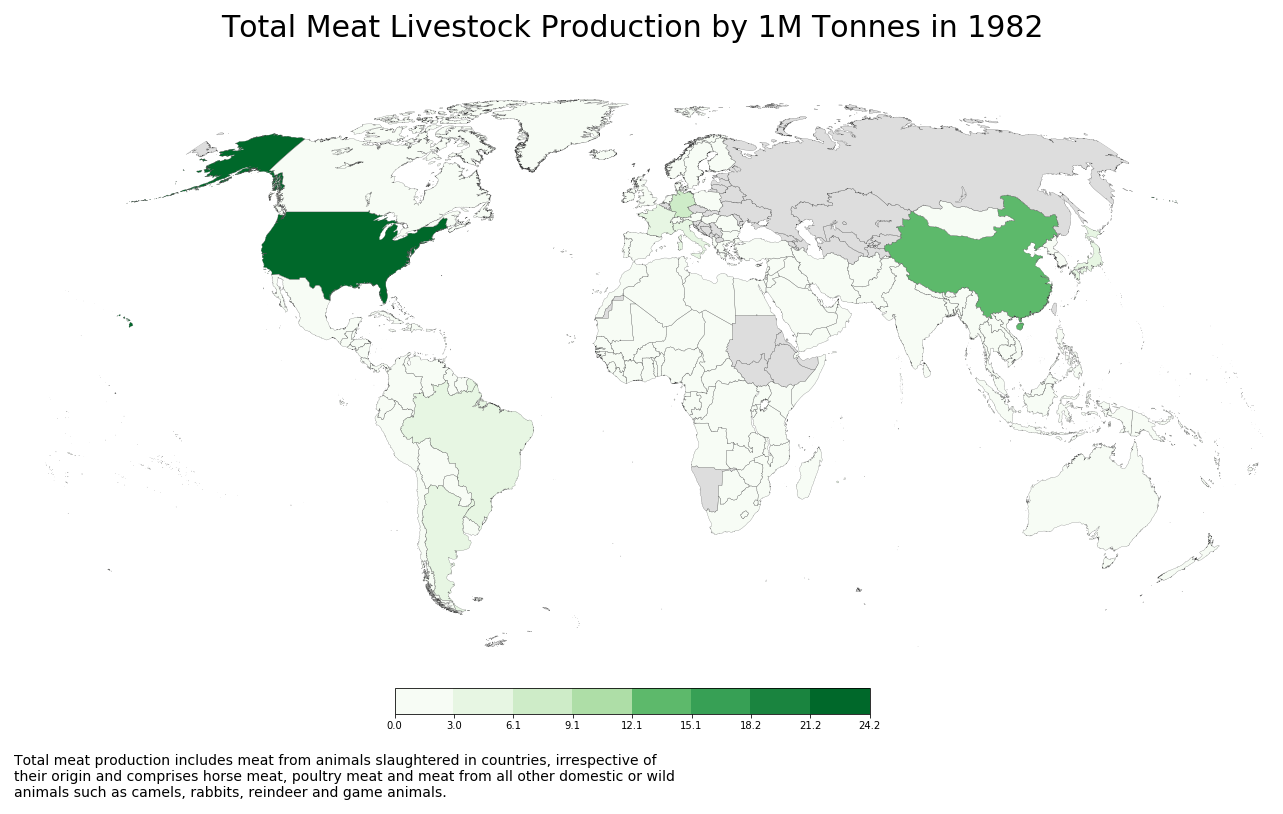 Total Meat Livestock Production by 1M Tonnes in 1982
0.0 3.0 6.1 9.1 12.1 15.1 18.2 21.2 24.2
Total meat production includes meat from animals slaughtered in countries, irrespective of
their origin and comprises horse meat, poultry meat and meat from all other domestic or wild
animals such as camels, rabbits, reindeer and game animals.